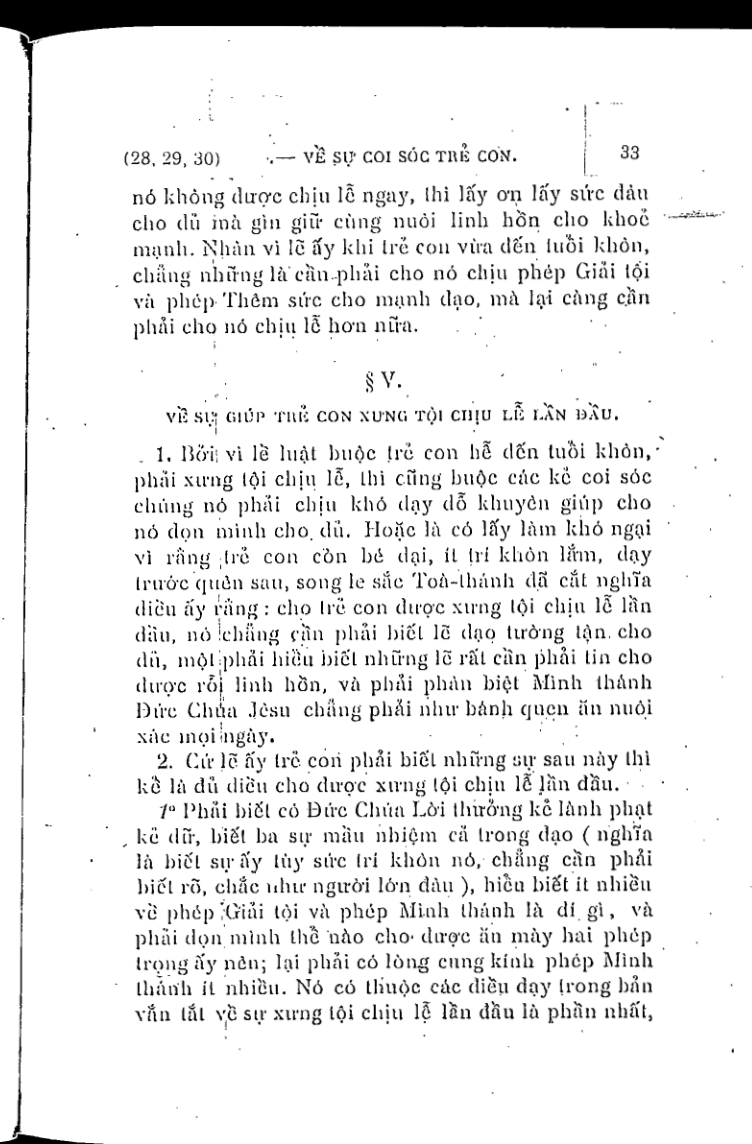 (28, 29, 30) — VỀ SỰ COI SÓC TRẺ CON. 33
nó không được chịu lễ ngay, thì lấy ơn lấy sức đâu
cho đủ mà gìn giữ cùng nuôi linh hồn cho khoẻ
mạnh. Nhân vì lẽ ấy khi trẻ con vừa đến tuổi khôn,
chẳng những là cần phải cho nó chịu phép Giải tội
và phép Thêm sức cho mạnh đạo, mà lại càng cần
phải cho nó chịu lễ hơn nữa.
§ V.
VỀ SỰ GIÚP TRẺ CON XƯNG TỘI CHỊU LỄ LẦN ĐẦU.
1. Bởi vì lề luật buộc trẻ con hễ đến tuổi khôn,
phải xưng tội chịu lễ, thì cũng buộc các kẻ coi sóc
chúng nó phải chịu khó dạy dỗ khuyên giúp cho
nó dọn mình cho đủ. Hoặc là có lấy làm khó ngại
vì rằng trẻ con còn bé dại, ít trí khôn lắm, dạy
trước quên sau, song le sắc Toà-thánh đã cắt nghĩa
điều ấy rằng : cho trẻ con được xưng tội chịu lễ lần
đầu, nó chẳng cần phải biết lẽ đạo tường tận cho
đủ, một phải hiểu biết những lẽ rất cần phải tin cho
được rỗi linh hồn, và phải phân biệt Mình thánh
Đức Chúa Jêsu chẳng phải như bánh quen ăn nuôi
xác mọi ngày.
2. Cứ lẽ ấy trẻ con phải biết những sự sau này thì
kể là đủ điều cho được xưng tội chịu lễ lần đầu.
1º Phải biết có Đức Chúa Lời thưởng kẻ lành phạt
kẻ dữ, biết ba sự mầu nhiệm cả trong đạo ( nghĩa
là biết sự ấy tùy sức trí khôn nó, chẳng cần phải
biết rõ, chắc như người lớn đâu ), hiểu biết ít nhiều
về phép Giải tội và phép Mình thánh là dí gì, và
phải dọn mình thể nào cho được ăn mày hai phép
trọng ấy nên; lại phải có lòng cung kính phép Mình
thánh ít nhiều. Nó có thuộc các điều dạy trong bản
vắn tắt về sự xưng tội chịu lễ lần đầu là phần nhất,